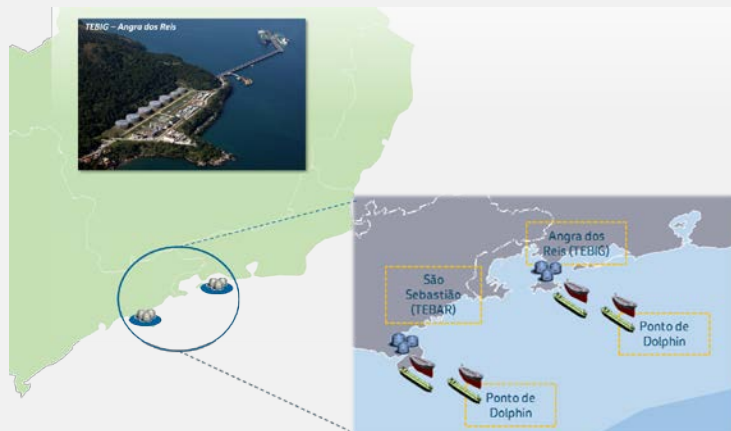 TEBIG – Angra dos Reis
Angra dos
Reis (TEBIG)
São
Sebastião
(TEBAR)
Ponto de
Dolphin
Ponto de
Dolphin